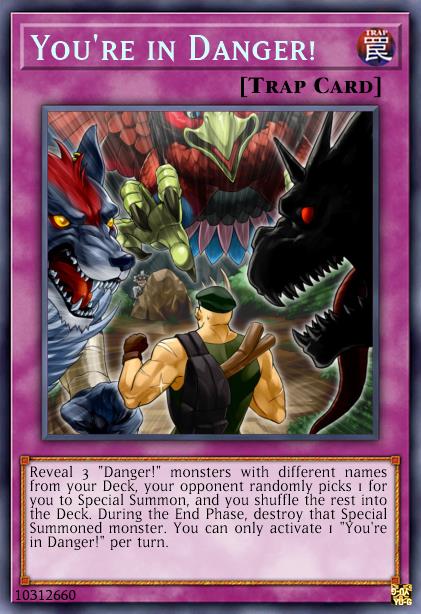 You're in Danger!
TRAP
罠
[Trap Card]
Reveal 3 "Danger!" monsters with different names
from your Deck, your opponent randomly picks 1 for
you to Special Summon, and you shuffle the rest into
the Deck. During the End Phase, destroy that Special
Summoned monster. You can only activate 1 "You're
in Danger!" per turn.
10312660